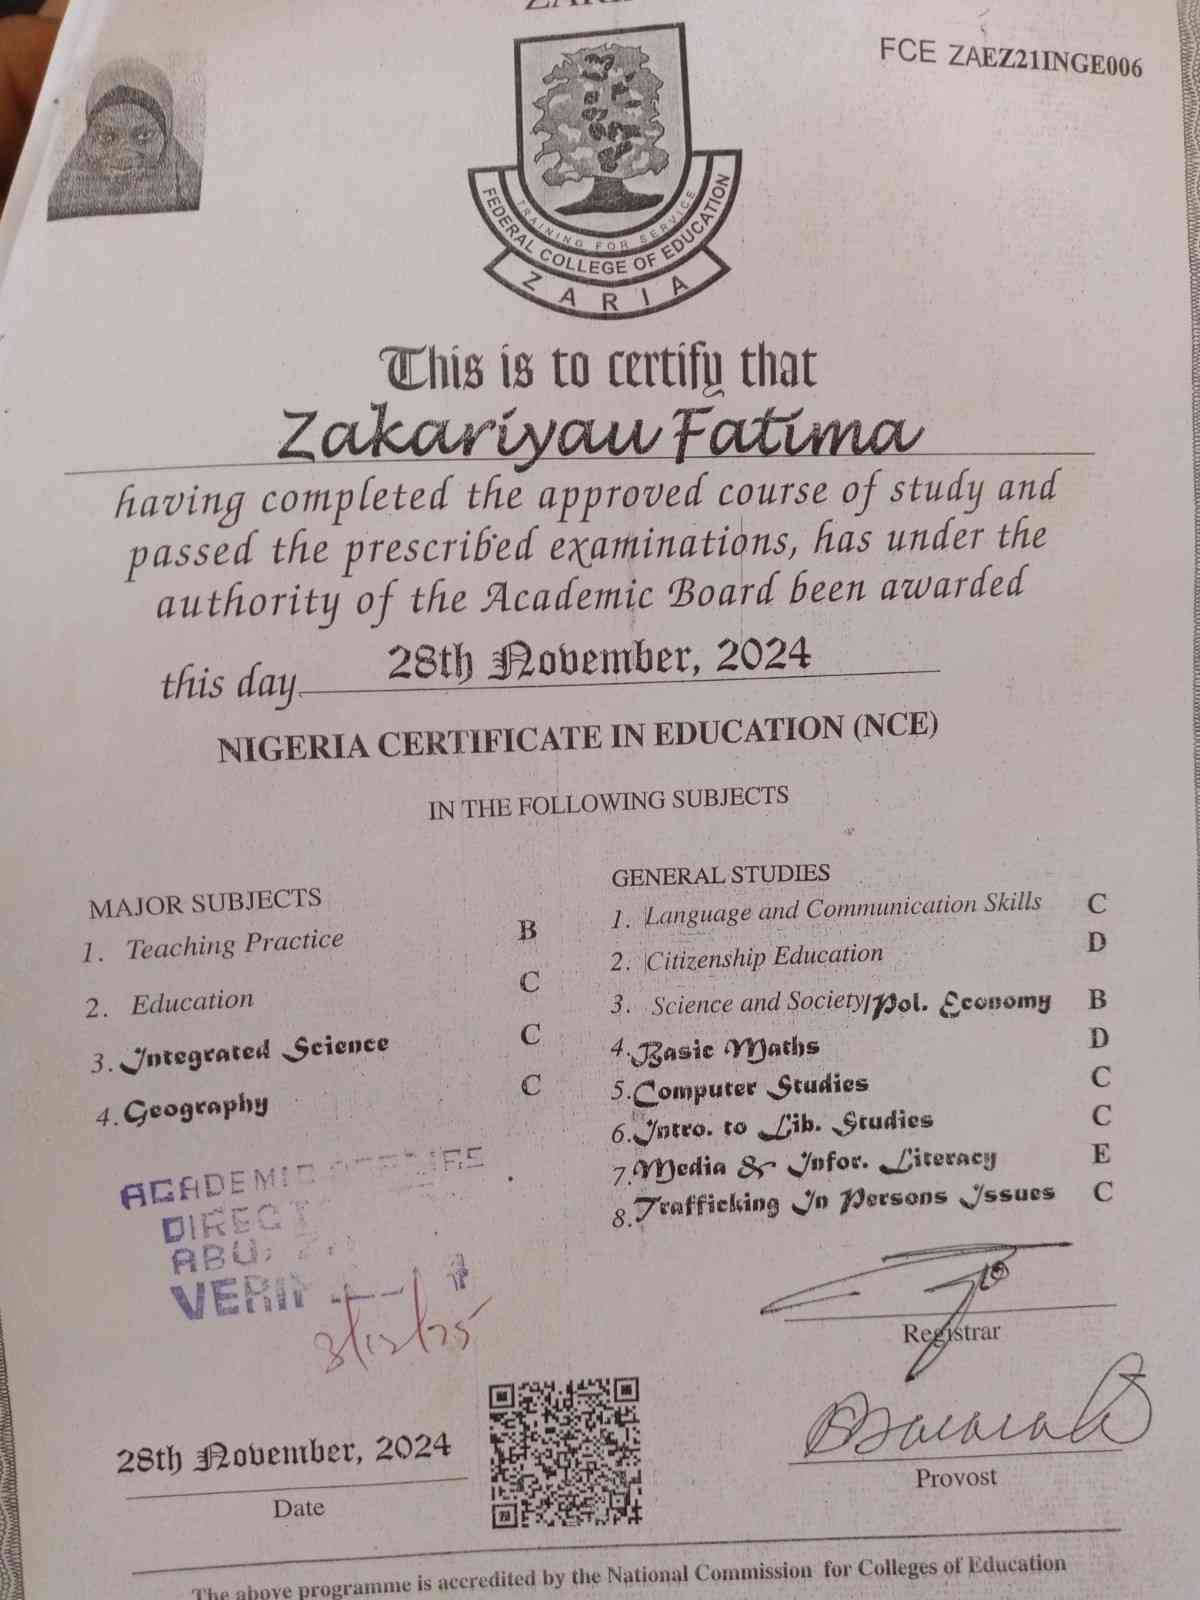 FCE ZAEZ21INGE006
TRAINING FOR SERVICE
FEDERAL COLLEGE OF EDUCATION
ZARIA
This is to certify that
Zakariyau Fatima
having completed the approved course of study and
passed the prescribed examinations, has under the
authority of the Academic Board been awarded
this day 28th November, 2024
NIGERIA CERTIFICATE IN EDUCATION (NCE)
IN THE FOLLOWING SUBJECTS
MAJOR SUBJECTS
1. Teaching Practice B
2. Education C
3. Integrated Science C
4. Geography C
GENERAL STUDIES
1. Language and Communication Skills C
2. Citizenship Education D
3. Science and Society/Pol. Economy B
4. Basic Maths D
5. Computer Studies C
6. Intro. to Lib. Studies C
7. Media & Infor. Literacy E
8. Trafficking In Persons Issues C
ACADEMIC
ABU,
3/12/25
Registrar
28th November, 2024
Date
Provost
The above programme is accredited by the National Commission for Colleges of Education